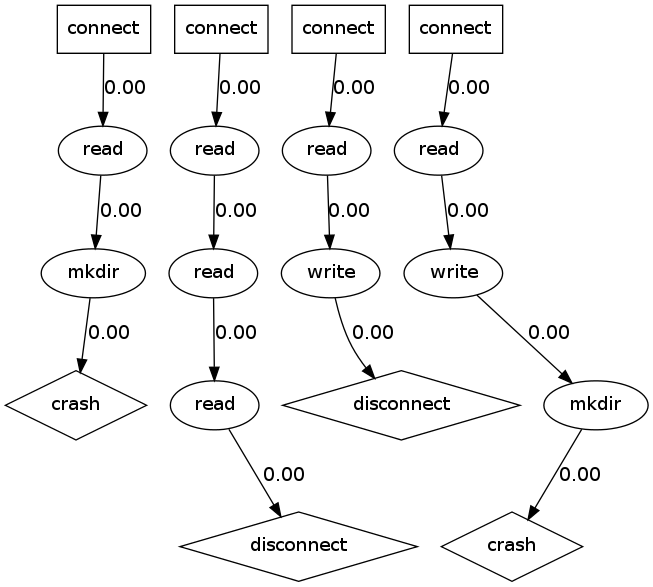 connect connect connect connect
0.00 0.00 0.00 0.00
read read read read
0.00 0.00 0.00 0.00
mkdir read write write
0.00 0.00 0.00 0.00
crash read disconnect mkdir
0.00 0.00
disconnect crash